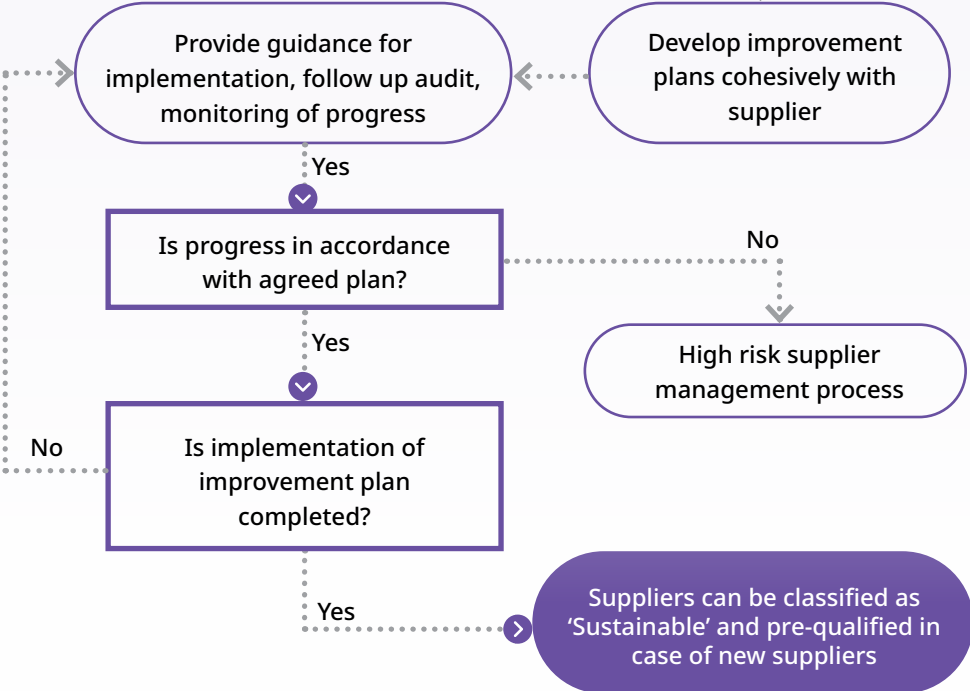 Provide guidance for
implementation, follow up audit,
monitoring of progress
Develop improvement
plans cohesively with
supplier
Yes
Is progress in accordance
with agreed plan?
No
High risk supplier
management process
Yes
Is implementation of
improvement plan
completed?
No
Yes
Suppliers can be classified as
‘Sustainable’ and pre-qualified in
case of new suppliers